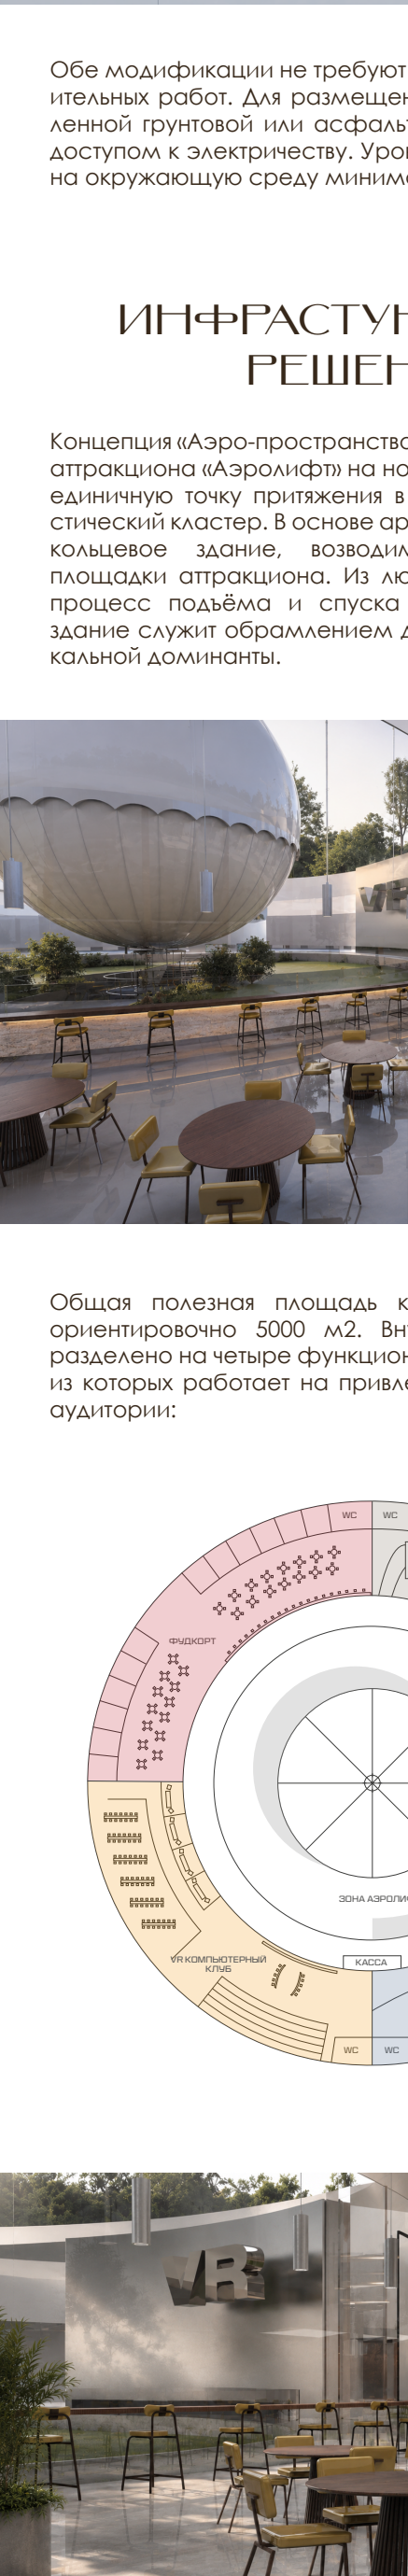 Обе модификации не требуют
ительных работ. Для размещен
ленной грунтовой или асфальт
доступом к электричеству. Уро
на окружающую среду миним
ИНФРАСТУ
РЕШЕН
Концепция «Аэро-пространство
аттракциона «Аэролифт» на но
единичную точку притяжения в
стический кластер. В основе ар
кольцевое здание, возводим
площадки аттракциона. Из лю
процесс подъёма и спуска
здание служит обрамлением д
кальной доминанты.
Общая полезная площадь к
ориентировочно 5000 м2. Вн
разделено на четыре функцион
из которых работает на привле
аудитории:
WC
WC
ФУДКОРТ
ЗОНА АЭРОЛИ
VR КОМПЬЮТЕРНЫЙ
КЛУБ
КАССА
WC
WC
VR